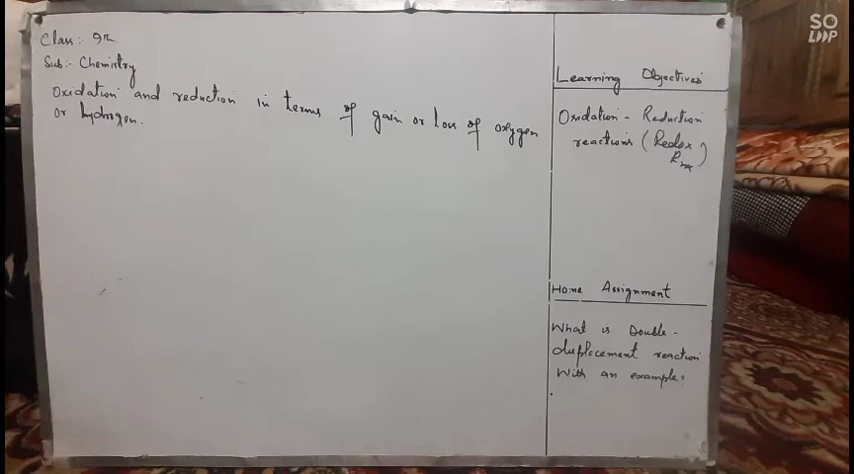 Class:- 9th
Sub:- Chemistry
Oxidation and reduction in terms of gain or loss of oxygen
or hydrogen.
Learning Objectives
Oxidation - Reduction
reactions (Redox
Rxn)
Home Assignment
What is Double-
displacement reaction
with an example?
SO
LOOP